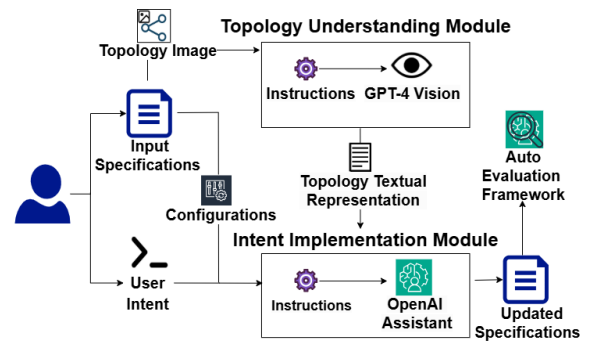 Topology Understanding Module
Topology Image
Instructions
GPT-4 Vision
Input
Specifications
Auto
Evaluation
Framework
Topology Textual
Representation
Configurations
Intent Implementation Module
User
Intent
Instructions
OpenAI
Assistant
Updated
Specifications